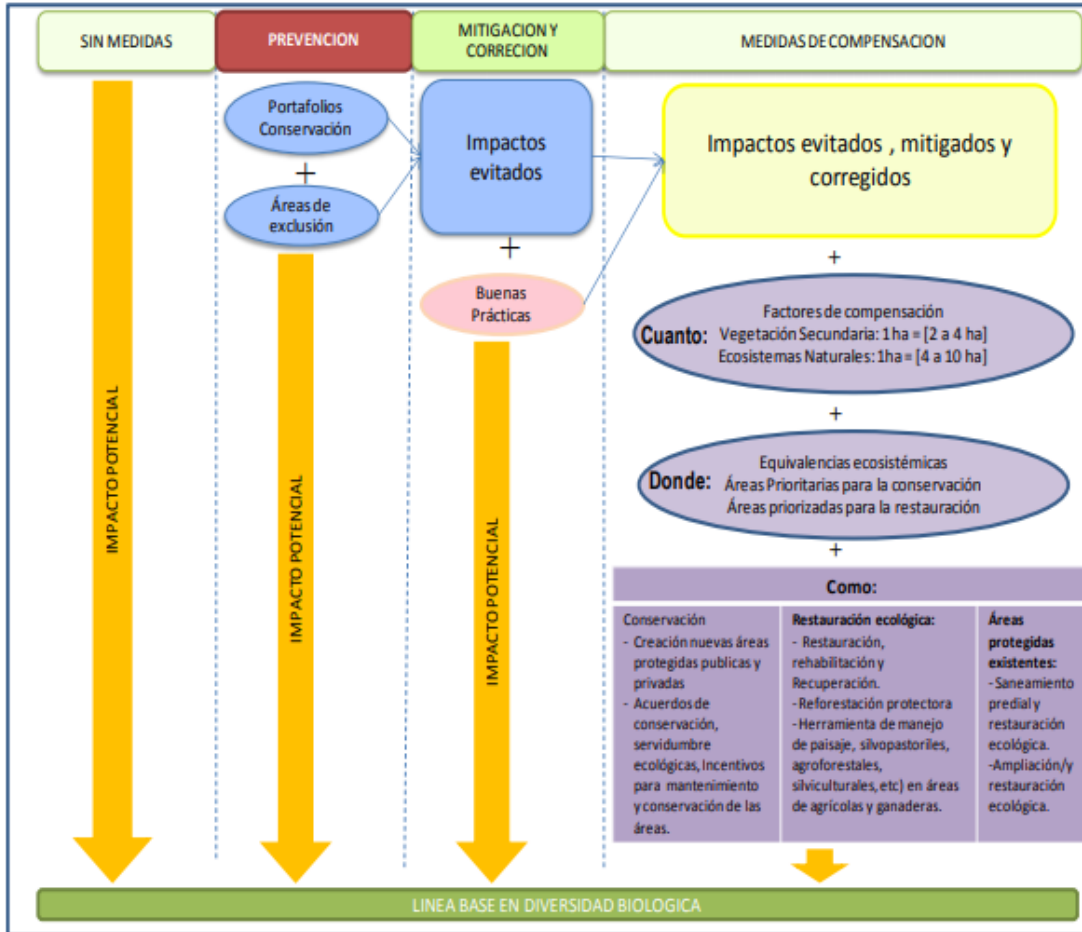 SIN MEDIDAS
PREVENCION
MITIGACION Y
CORRECION
MEDIDAS DE COMPENSACION
Portafolios
Conservación
+
Áreas de
exclusión
Impactos
evitados
+
Buenas
Prácticas
Impactos evitados , mitigados y
corregidos
+
Cuanto:
Factores de compensación
Vegetación Secundaria: 1 ha = [2 a 4 ha]
Ecosistemas Naturales: 1ha = [4 a 10 ha]
+
Donde:
Equivalencias ecosistémicas
Áreas Prioritarias para la conservación
Áreas priorizadas para la restauración
+
Como:
Conservación
- Creación nuevas áreas
protegidas publicas y
privadas
- Acuerdos de
conservación,
servidumbre
ecológicas, Incentivos
para mantenimiento
y conservación de las
áreas.
Restauración ecológica:
- Restauración,
rehabilitación y
Recuperación.
-Reforestación protectora
-Herramienta de manejo
de paisaje, silvopastoriles,
agroforestales,
silviculturales, etc) en áreas
de agrícolas y ganaderas.
Áreas
protegidas
existentes:
-Saneamiento
predial y
restauración
ecológica.
-Ampliación/y
restauración
ecológica.
IMPACTO POTENCIAL
IMPACTO POTENCIAL
IMPACTO POTENCIAL
LINEA BASE EN DIVERSIDAD BIOLOGICA